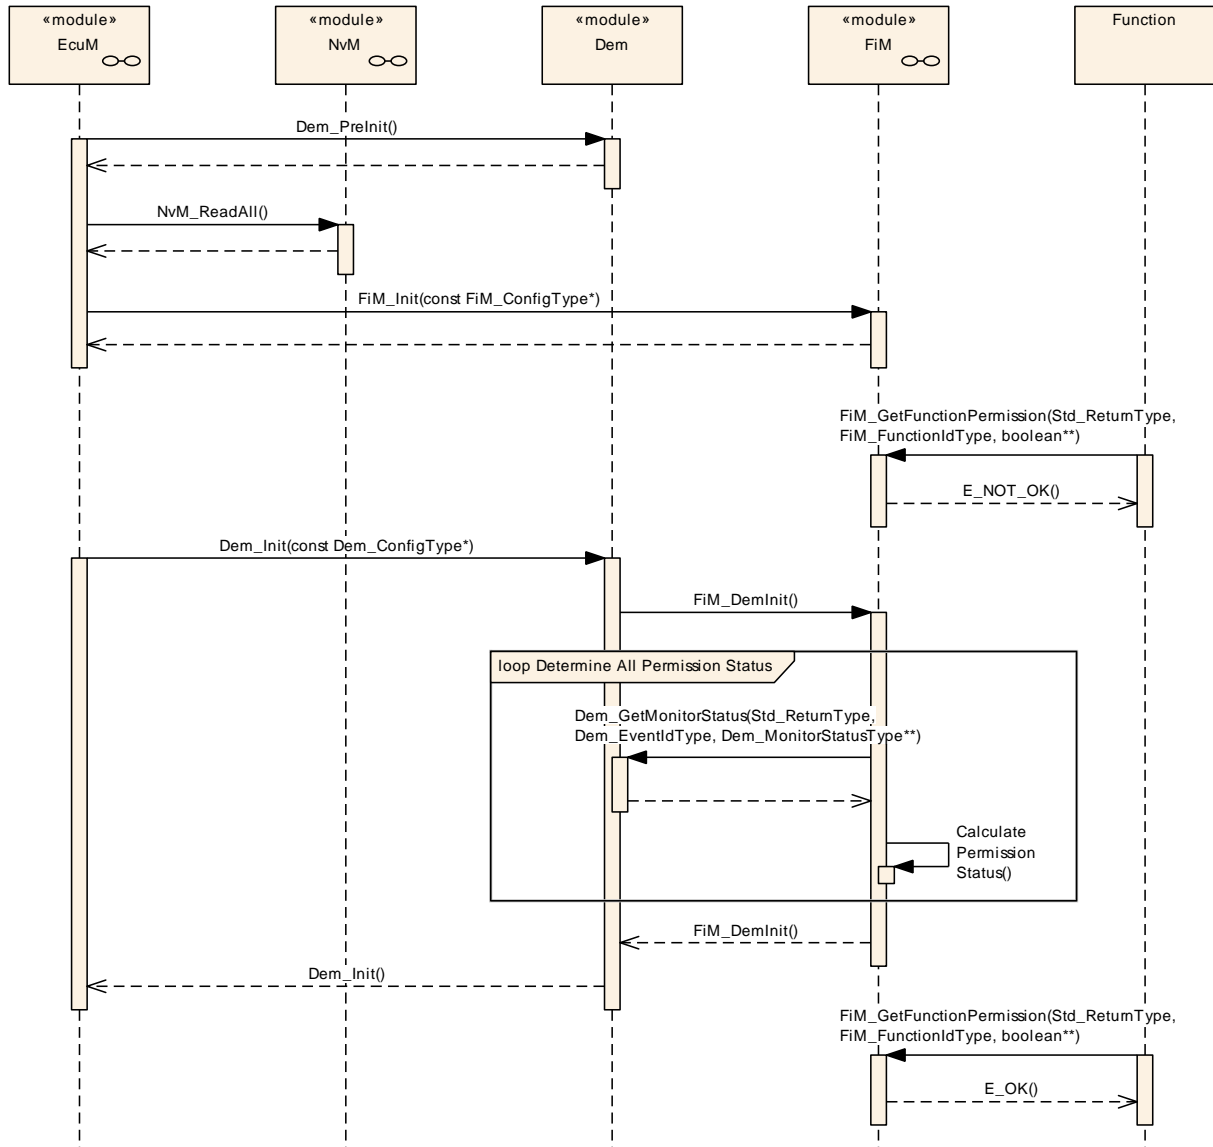 «module»
EcuM
«module»
NvM
«module»
Dem
«module»
FiM
Function
Dem_PreInit()
NvM_ReadAll()
FiM_Init(const FiM_ConfigType*)
FiM_GetFunctionPermission(Std_ReturnType,
FiM_FunctionIdType, boolean**)
E_NOT_OK()
Dem_Init(const Dem_ConfigType*)
FiM_DemInit()
loop Determine All Permission Status
Dem_GetMonitorStatus(Std_ReturnType,
Dem_EventIdType, Dem_MonitorStatusType**)
Calculate
Permission
Status()
FiM_DemInit()
Dem_Init()
FiM_GetFunctionPermission(Std_ReturnType,
FiM_FunctionIdType, boolean**)
E_OK()